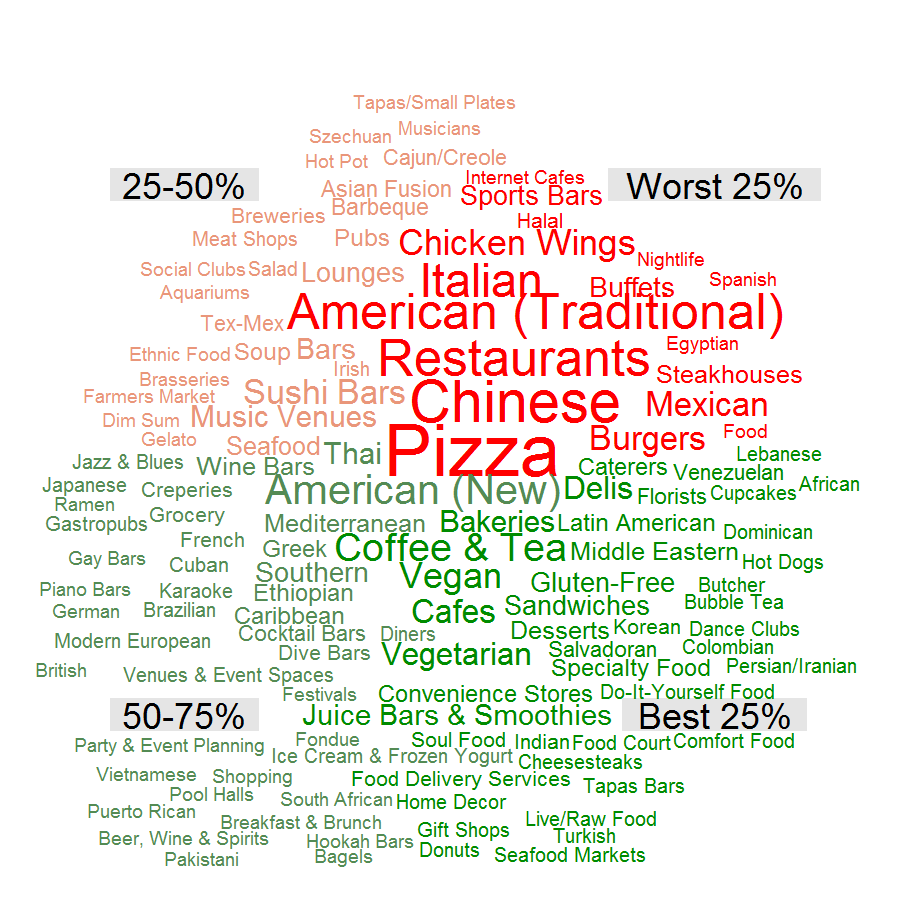 Tapas/Small Plates
Musicians
Szechuan
Cajun/Creole
Hot Pot
Internet Cafes
25-50%
Worst 25%
Asian Fusion
Sports Bars
Barbeque
Breweries
Halal
Meat Shops
Pubs
Chicken Wings
Nightlife
Social Clubs
Salad
Lounges
Italian
Buffets
Spanish
Aquariums
American (Traditional)
Tex-Mex
Egyptian
Ethnic Food
Soup
Bars
Restaurants
Irish
Steakhouses
Brasseries
Farmers Market
Sushi Bars
Chinese
Mexican
Dim Sum
Music Venues
Gelato
Seafood
Thai
Pizza
Burgers
Food
Lebanese
Jazz & Blues
Wine Bars
Caterers
Venezuelan
Japanese
Creperies
American (New)
Delis
Florists
Cupcakes
African
Ramen
Gastropubs
Grocery
Mediterranean
Bakeries
Latin American
Dominican
French
Greek
Coffee & Tea
Middle Eastern
Hot Dogs
Gay Bars
Cuban
Southern
Vegan
Gluten-Free
Butcher
Piano Bars
Karaoke
Ethiopian
German
Brazilian
Caribbean
Cafes
Sandwiches
Bubble Tea
Modern European
Cocktail Bars
Diners
Desserts
Korean
Dance Clubs
Dive Bars
Vegetarian
Salvadoran
Colombian
British
Venues & Event Spaces
Specialty Food
Persian/Iranian
Festivals
Convenience Stores
Do-It-Yourself Food
50-75%
Juice Bars & Smoothies
Best 25%
Party & Event Planning
Fondue
Soul Food
Indian
Food Court
Comfort Food
Ice Cream & Frozen Yogurt
Cheesesteaks
Vietnamese
Shopping
Food Delivery Services
Tapas Bars
Pool Halls
South African
Home Decor
Puerto Rican
Breakfast & Brunch
Gift Shops
Live/Raw Food
Beer, Wine & Spirits
Hookah Bars
Turkish
Pakistani
Bagels
Donuts
Seafood Markets